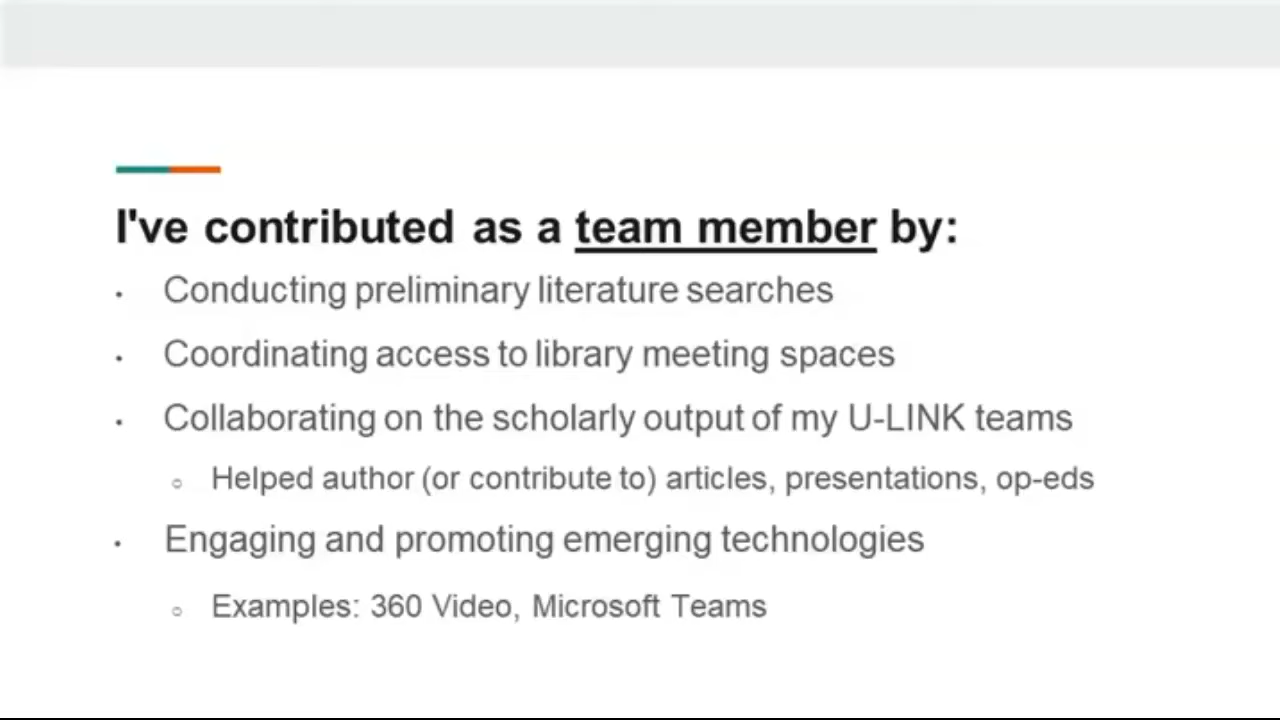 I've contributed as a team member by:
• Conducting preliminary literature searches
• Coordinating access to library meeting spaces
• Collaborating on the scholarly output of my U-LINK teams
○ Helped author (or contribute to) articles, presentations, op-eds
• Engaging and promoting emerging technologies
○ Examples: 360 Video, Microsoft Teams